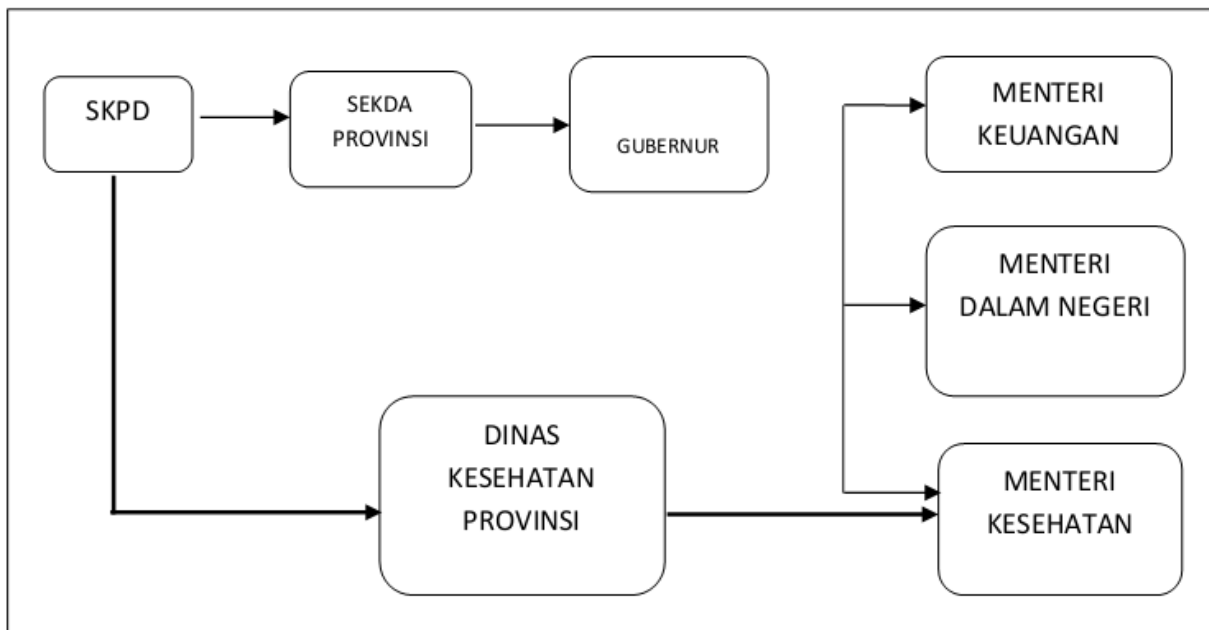 SKPD
SEKDA
PROVINSI
GUBERNUR
MENTERI
KEUANGAN
MENTERI
DALAM NEGERI
DINAS
KESEHATAN
PROVINSI
MENTERI
KESEHATAN